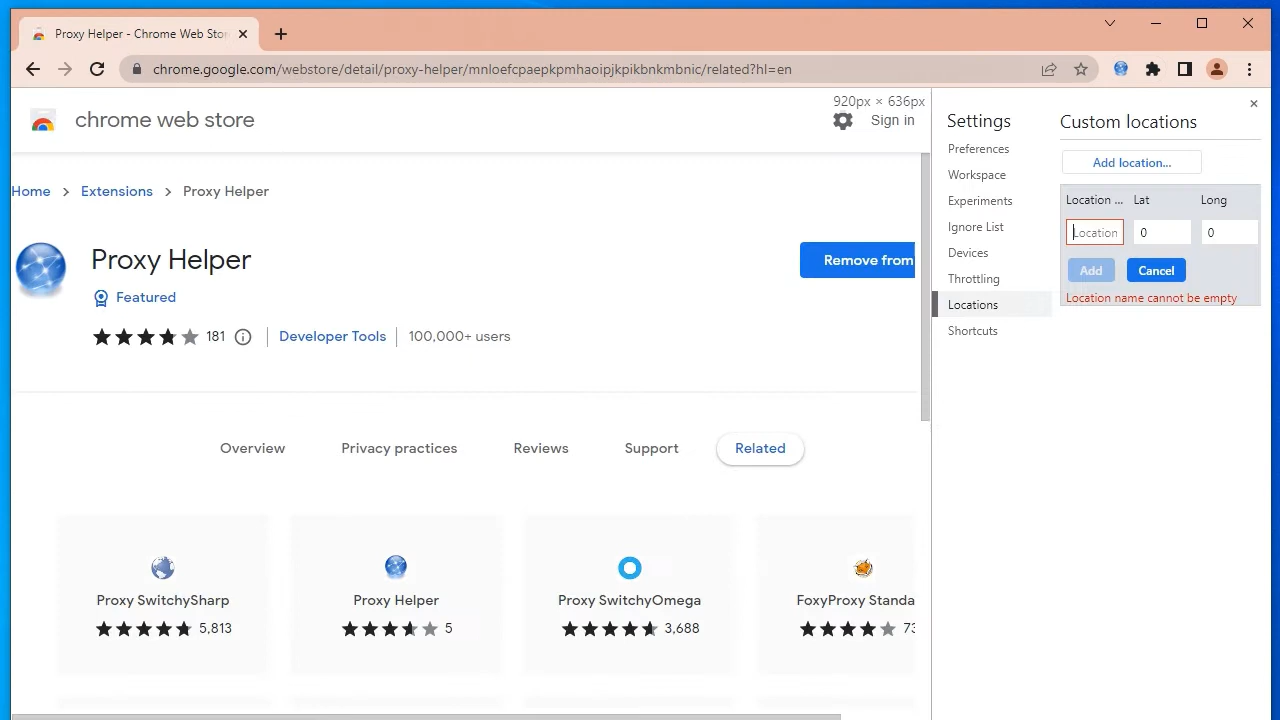 Proxy Helper - Chrome Web Stor
chrome.google.com/webstore/detail/proxy-helper/mnloefcpaepkpmhaoipjkpikbnkmbnic/related?hl=en
920px × 636px
chrome web store
Sign in
Home > Extensions > Proxy Helper
Proxy Helper
Remove from
Featured
181
Developer Tools
100,000+ users
Overview
Privacy practices
Reviews
Support
Related
Proxy SwitchySharp
5,813
Proxy Helper
5
Proxy SwitchyOmega
3,688
FoxyProxy Standa
73
Settings
Preferences
Workspace
Experiments
Ignore List
Devices
Throttling
Locations
Shortcuts
Custom locations
Add location...
Location ... Lat Long
Location 0 0
Add Cancel
Location name cannot be empty